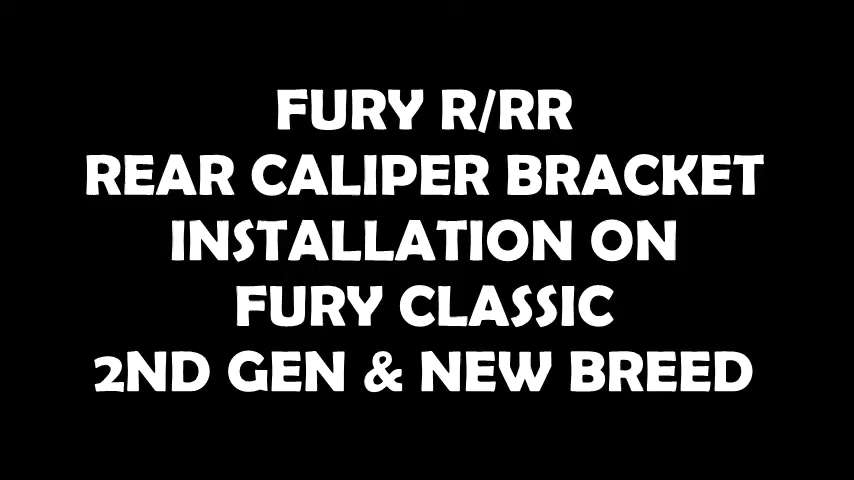 FURY R/RR
REAR CALIPER BRACKET
INSTALLATION ON
FURY CLASSIC
2ND GEN & NEW BREED